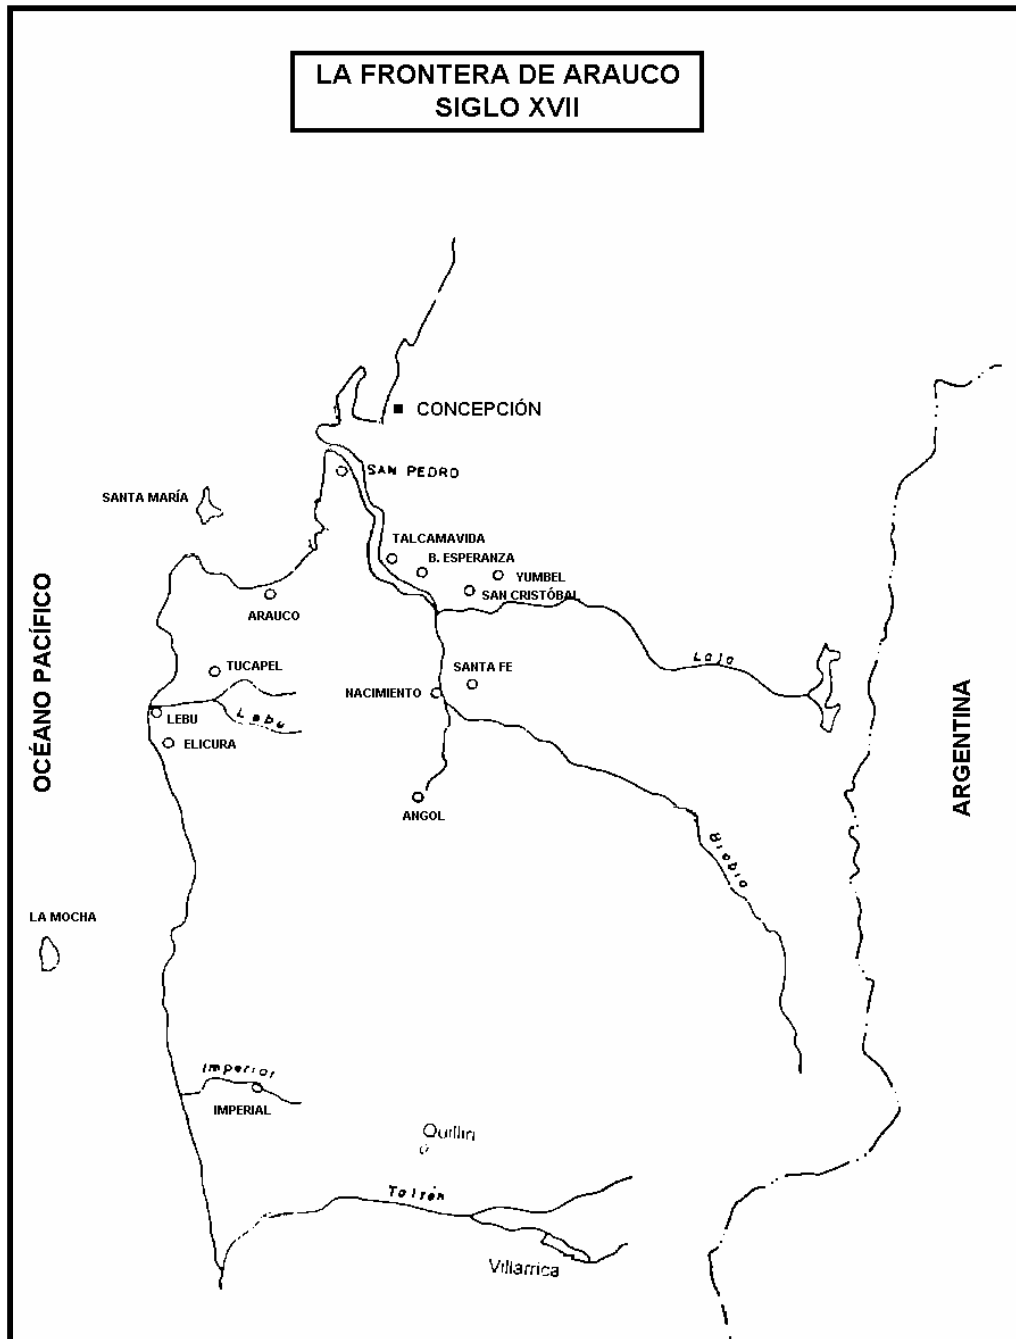 LA FRONTERA DE ARAUCO
SIGLO XVII
CONCEPCIÓN
SAN PEDRO
SANTA MARÍA
TALCAMAVIDA
B. ESPERANZA
YUMBEL
SAN CRISTÓBAL
ARAUCO
OCÉANO PACÍFICO
TUCAPEL
SANTA FE
Laja
NACIMIENTO
LEBU
Lebu
ELICURA
ARGENTINA
ANGOL
Biobio
LA MOCHA
Imperial
IMPERIAL
Quillin
Toltén
Villarrica